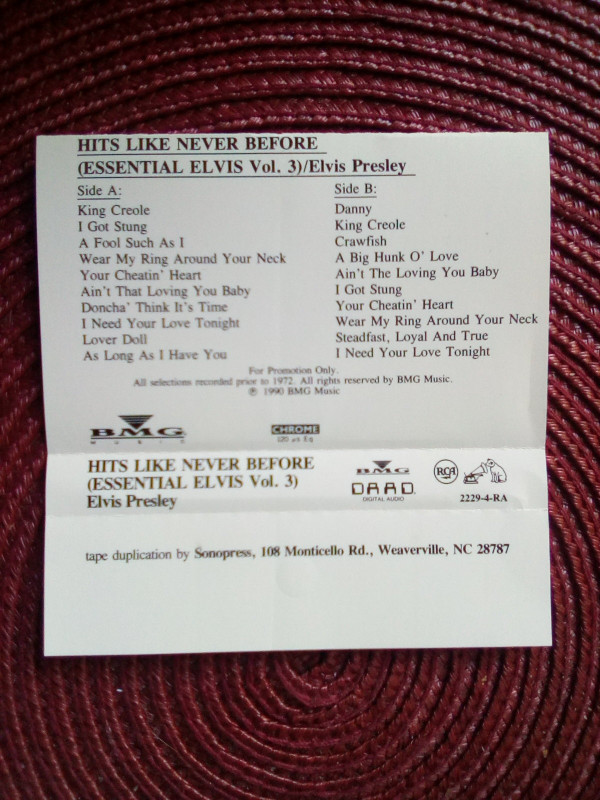 HITS LIKE NEVER BEFORE
(ESSENTIAL ELVIS Vol. 3)/Elvis Presley
Side A:
King Creole
I Got Stung
A Fool Such As I
Wear My Ring Around Your Neck
Your Cheatin' Heart
Ain't That Loving You Baby
Doncha' Think It's Time
I Need Your Love Tonight
Lover Doll
As Long As I Have You
Side B:
Danny
King Creole
Crawfish
A Big Hunk O' Love
Ain't The Loving You Baby
I Got Stung
Your Cheatin' Heart
Wear My Ring Around Your Neck
Steadfast, Loyal And True
I Need Your Love Tonight
For Promotion Only.
All selections recorded prior to 1972. All rights reserved by BMG Music.
℗ 1990 BMG Music
BMG
MUSIC
CHROME
120 µs Eq
HITS LIKE NEVER BEFORE
(ESSENTIAL ELVIS Vol. 3)
Elvis Presley
BMG
DAAD
DIGITAL AUDIO
RCA
2229-4-RA
tape duplication by Sonopress, 108 Monticello Rd., Weaverville, NC 28787